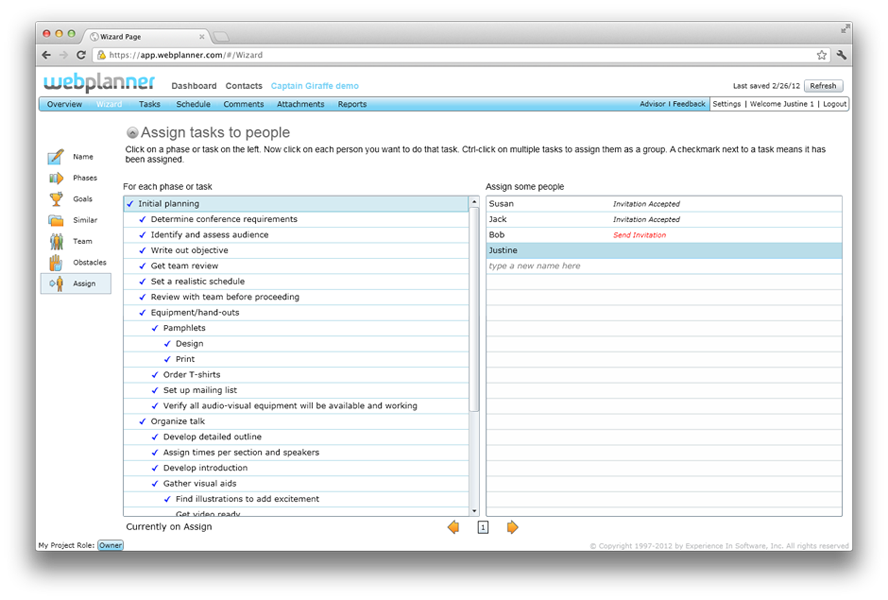 Wizard Page
https://app.webplanner.com/#/Wizard
webplanner
Dashboard Contacts Captain Giraffe demo
Last saved 2/26/12 Refresh
Overview Wizard Tasks Schedule Comments Attachments Reports
Advisor I Feedback Settings | Welcome Justine 1 | Logout
Assign tasks to people
Click on a phase or task on the left. Now click on each person you want to do that task. Ctrl-click on multiple tasks to assign them as a group. A checkmark next to a task means it has
been assigned.
Name
Phases
Goals
Similar
Team
Obstacles
Assign
For each phase or task
Initial planning
Determine conference requirements
Identify and assess audience
Write out objective
Get team review
Set a realistic schedule
Review with team before proceeding
Equipment/hand-outs
Pamphlets
Design
Print
Order T-shirts
Set up mailing list
Verify all audio-visual equipment will be available and working
Organize talk
Develop detailed outline
Assign times per section and speakers
Develop introduction
Gather visual aids
Find illustrations to add excitement
Get video ready
Assign some people
Susan Invitation Accepted
Jack Invitation Accepted
Bob Send Invitation
Justine
type a new name here
Currently on Assign
1
My Project Role: Owner
© Copyright 1997-2012 by Experience In Software, Inc. All rights reserved